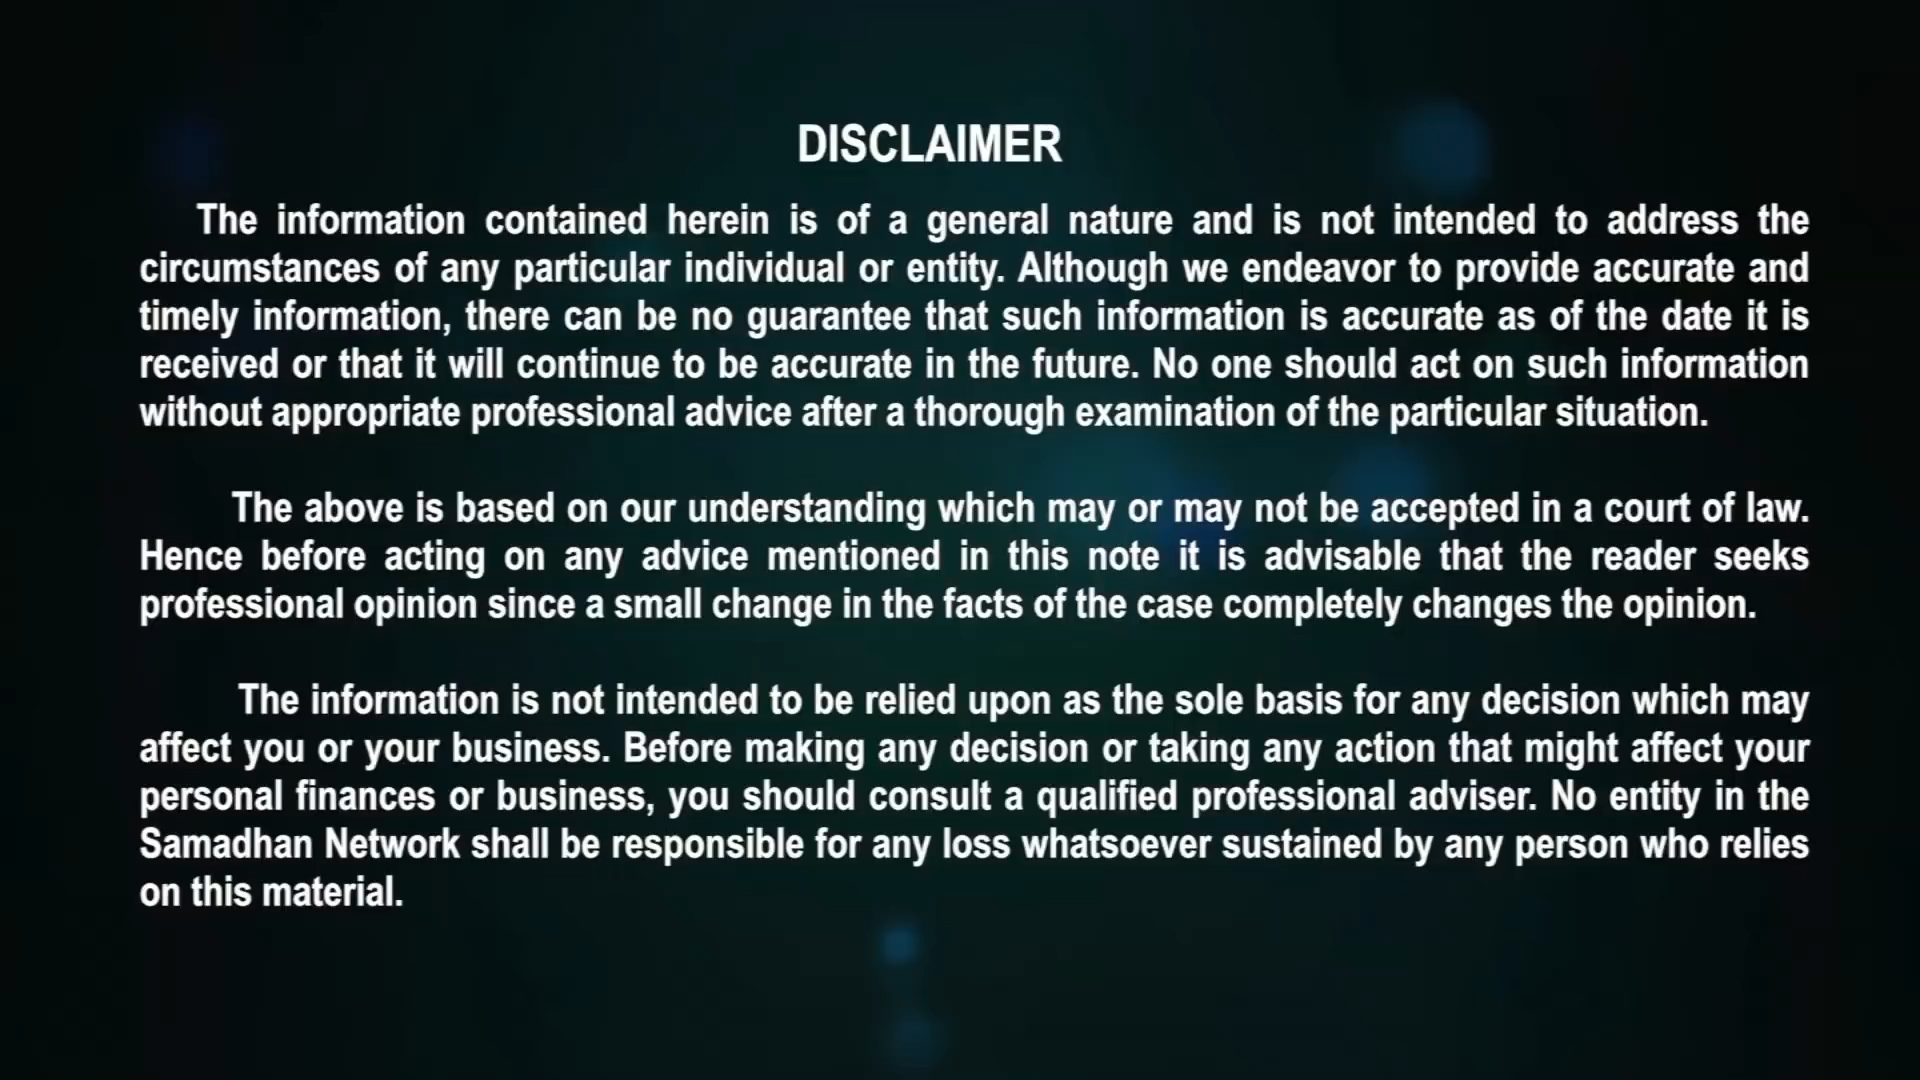 DISCLAIMER
The information contained herein is of a general nature and is not intended to address the
circumstances of any particular individual or entity. Although we endeavor to provide accurate and
timely information, there can be no guarantee that such information is accurate as of the date it is
received or that it will continue to be accurate in the future. No one should act on such information
without appropriate professional advice after a thorough examination of the particular situation.
The above is based on our understanding which may or may not be accepted in a court of law.
Hence before acting on any advice mentioned in this note it is advisable that the reader seeks
professional opinion since a small change in the facts of the case completely changes the opinion.
The information is not intended to be relied upon as the sole basis for any decision which may
affect you or your business. Before making any decision or taking any action that might affect your
personal finances or business, you should consult a qualified professional adviser. No entity in the
Samadhan Network shall be responsible for any loss whatsoever sustained by any person who relies
on this material.